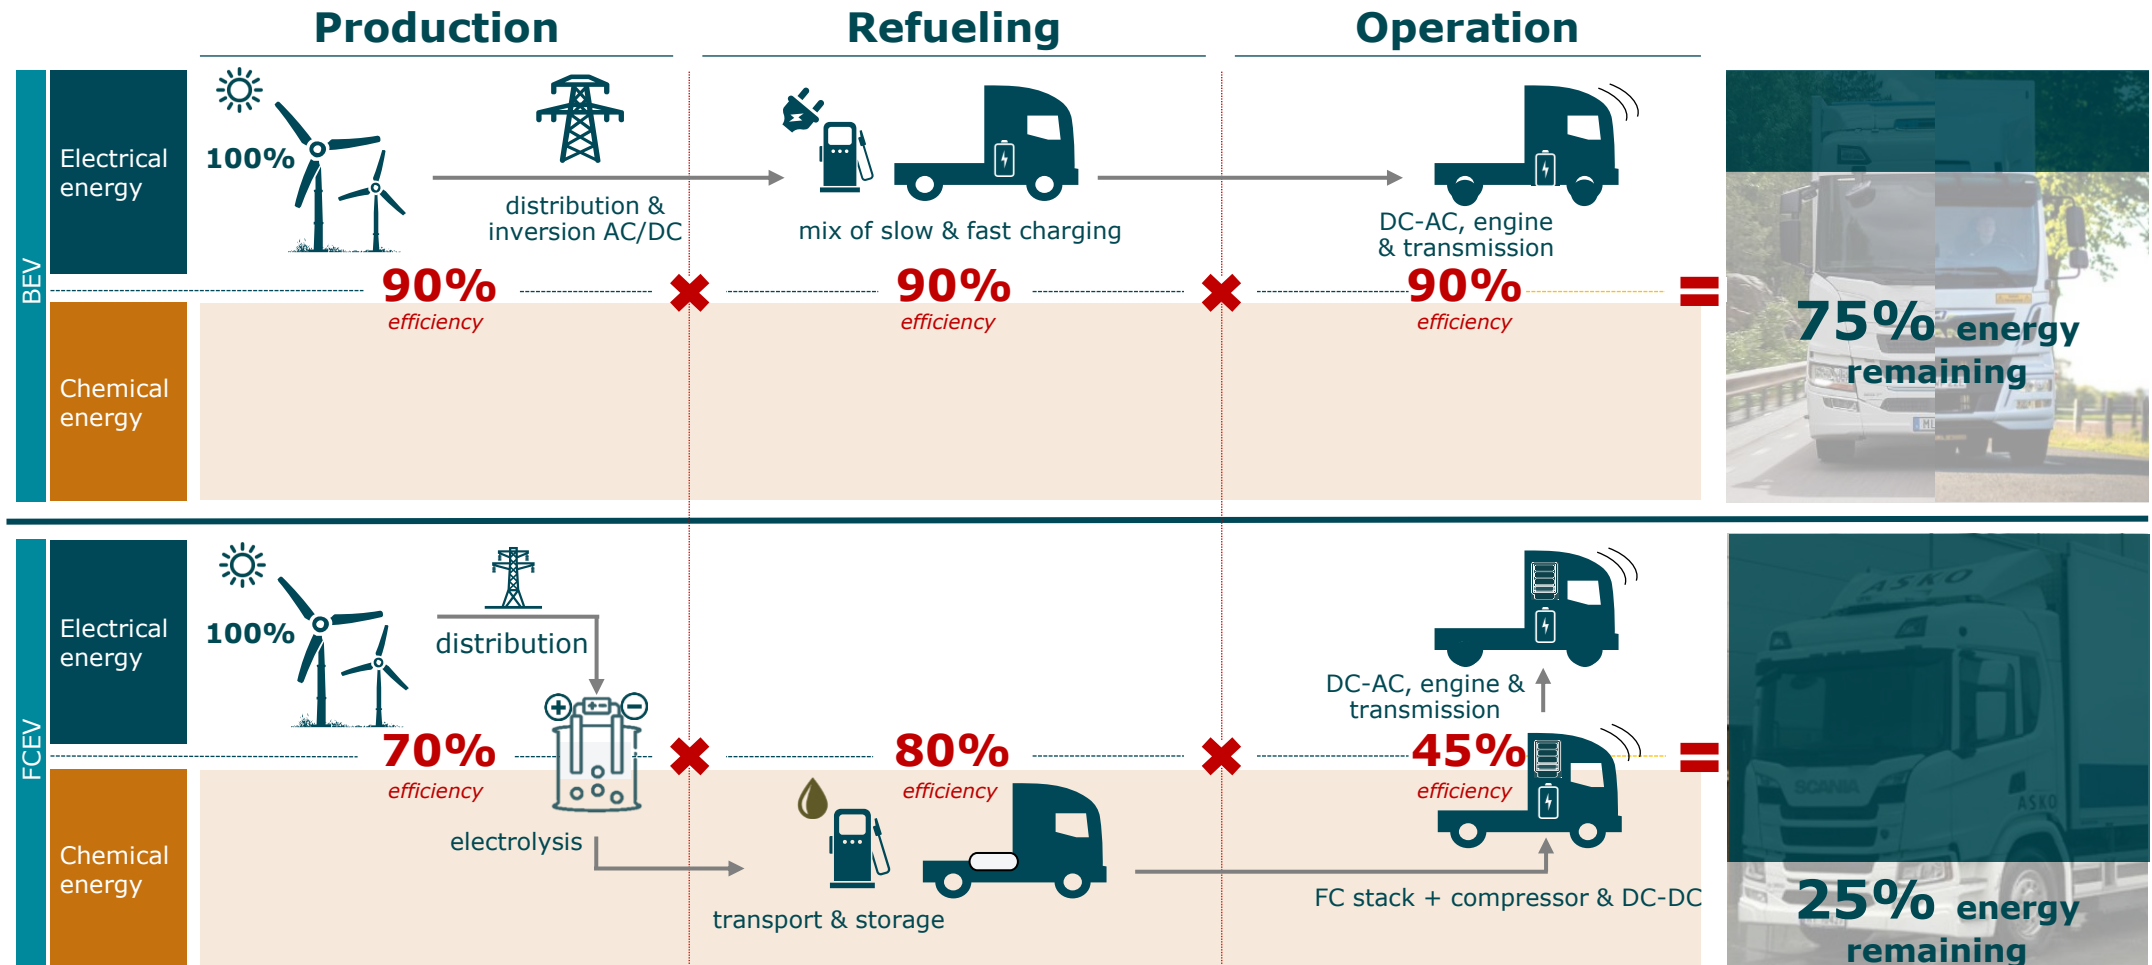 Production
Refueling
Operation
BEV
Electrical
energy
100%
distribution &
inversion AC/DC
mix of slow & fast charging
DC-AC, engine
& transmission
90%
efficiency
90%
efficiency
90%
efficiency
=
75% energy
remaining
Chemical
energy
FCEV
Electrical
energy
100%
distribution
DC-AC, engine &
transmission
70%
efficiency
80%
efficiency
45%
efficiency
=
Chemical
energy
electrolysis
transport & storage
FC stack + compressor & DC-DC
ASKO
SCANIA
ASKO
25% energy
remaining